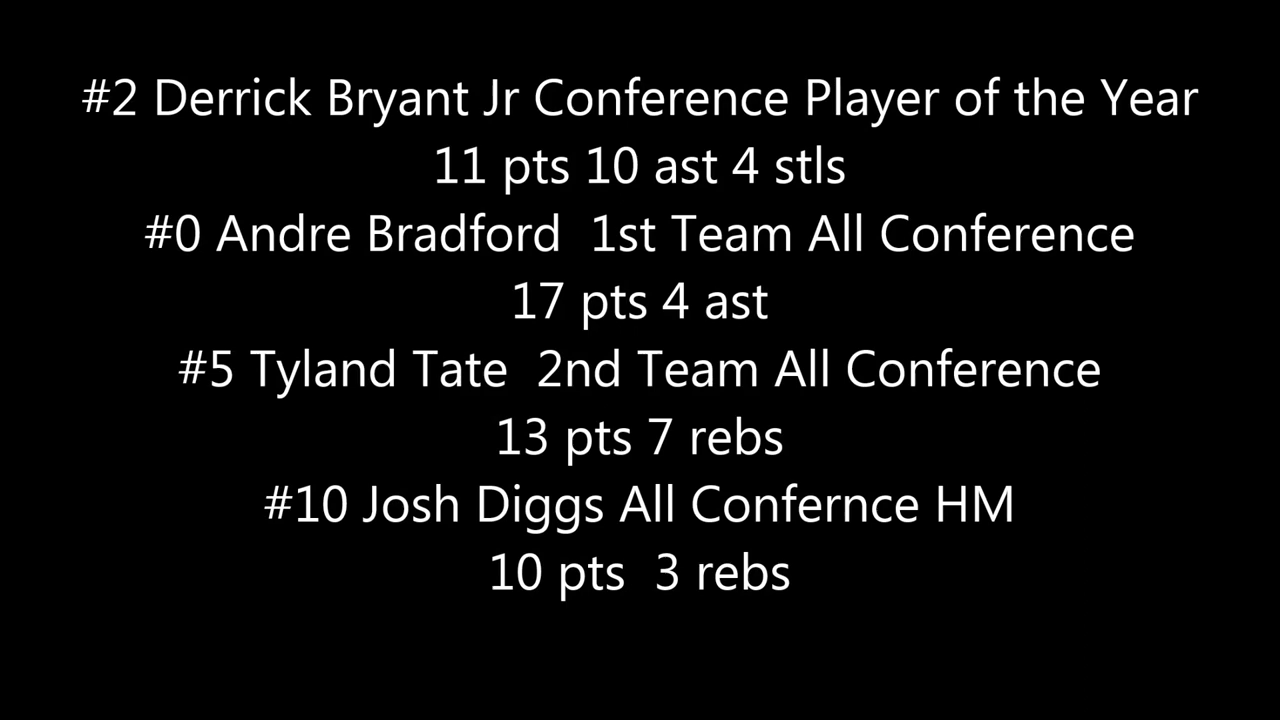 #2 Derrick Bryant Jr Conference Player of the Year
11 pts 10 ast 4 stls
#0 Andre Bradford  1st Team All Conference
17 pts 4 ast
#5 Tyland Tate  2nd Team All Conference
13 pts 7 rebs
#10 Josh Diggs All Confernce HM
10 pts  3 rebs